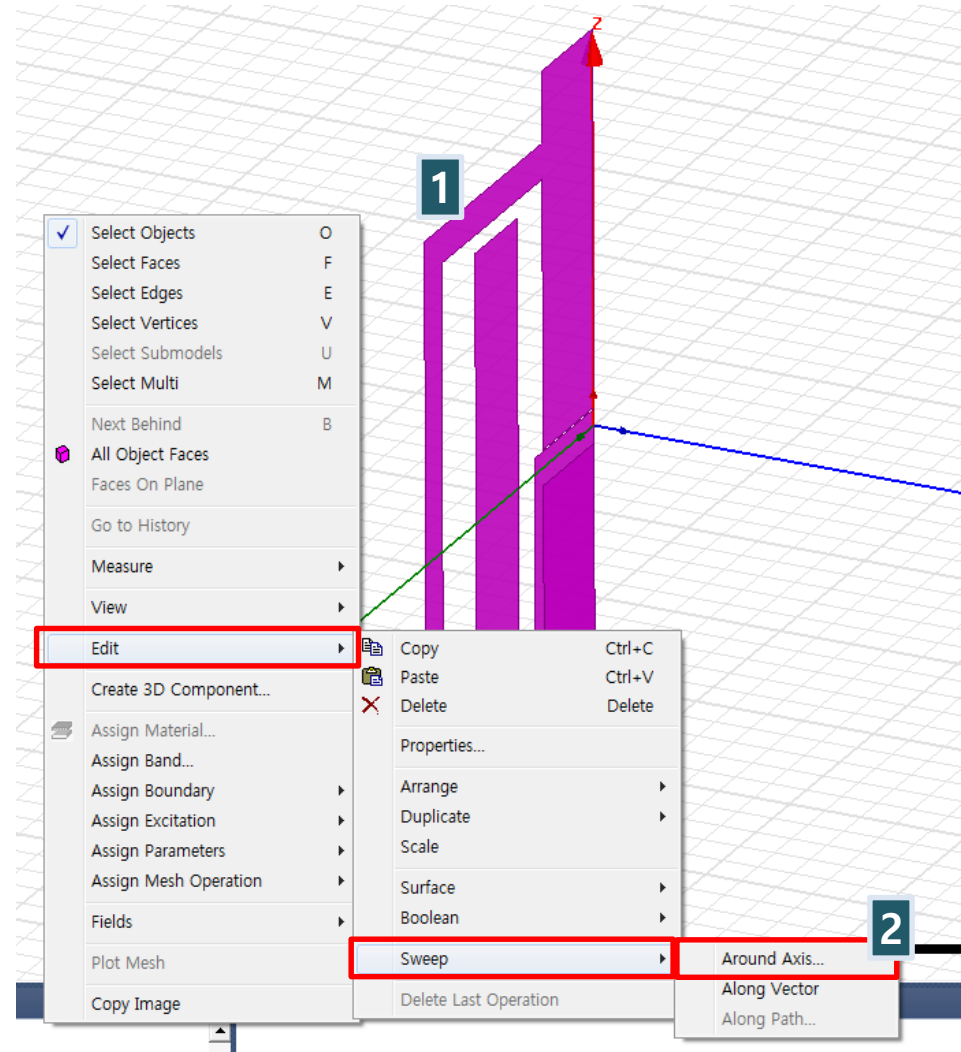 Z
1
Select Objects O
Select Faces F
Select Edges E
Select Vertices V
Select Submodels U
Select Multi M
Next Behind B
All Object Faces
Faces On Plane
Go to History
Measure
View
Edit
Create 3D Component...
Assign Material...
Assign Band...
Assign Boundary
Assign Excitation
Assign Parameters
Assign Mesh Operation
Fields
Plot Mesh
Copy Image
Copy Ctrl+C
Paste Ctrl+V
Delete Delete
Properties...
Arrange
Duplicate
Scale
Surface
Boolean
Sweep
Delete Last Operation
2
Around Axis...
Along Vector
Along Path...